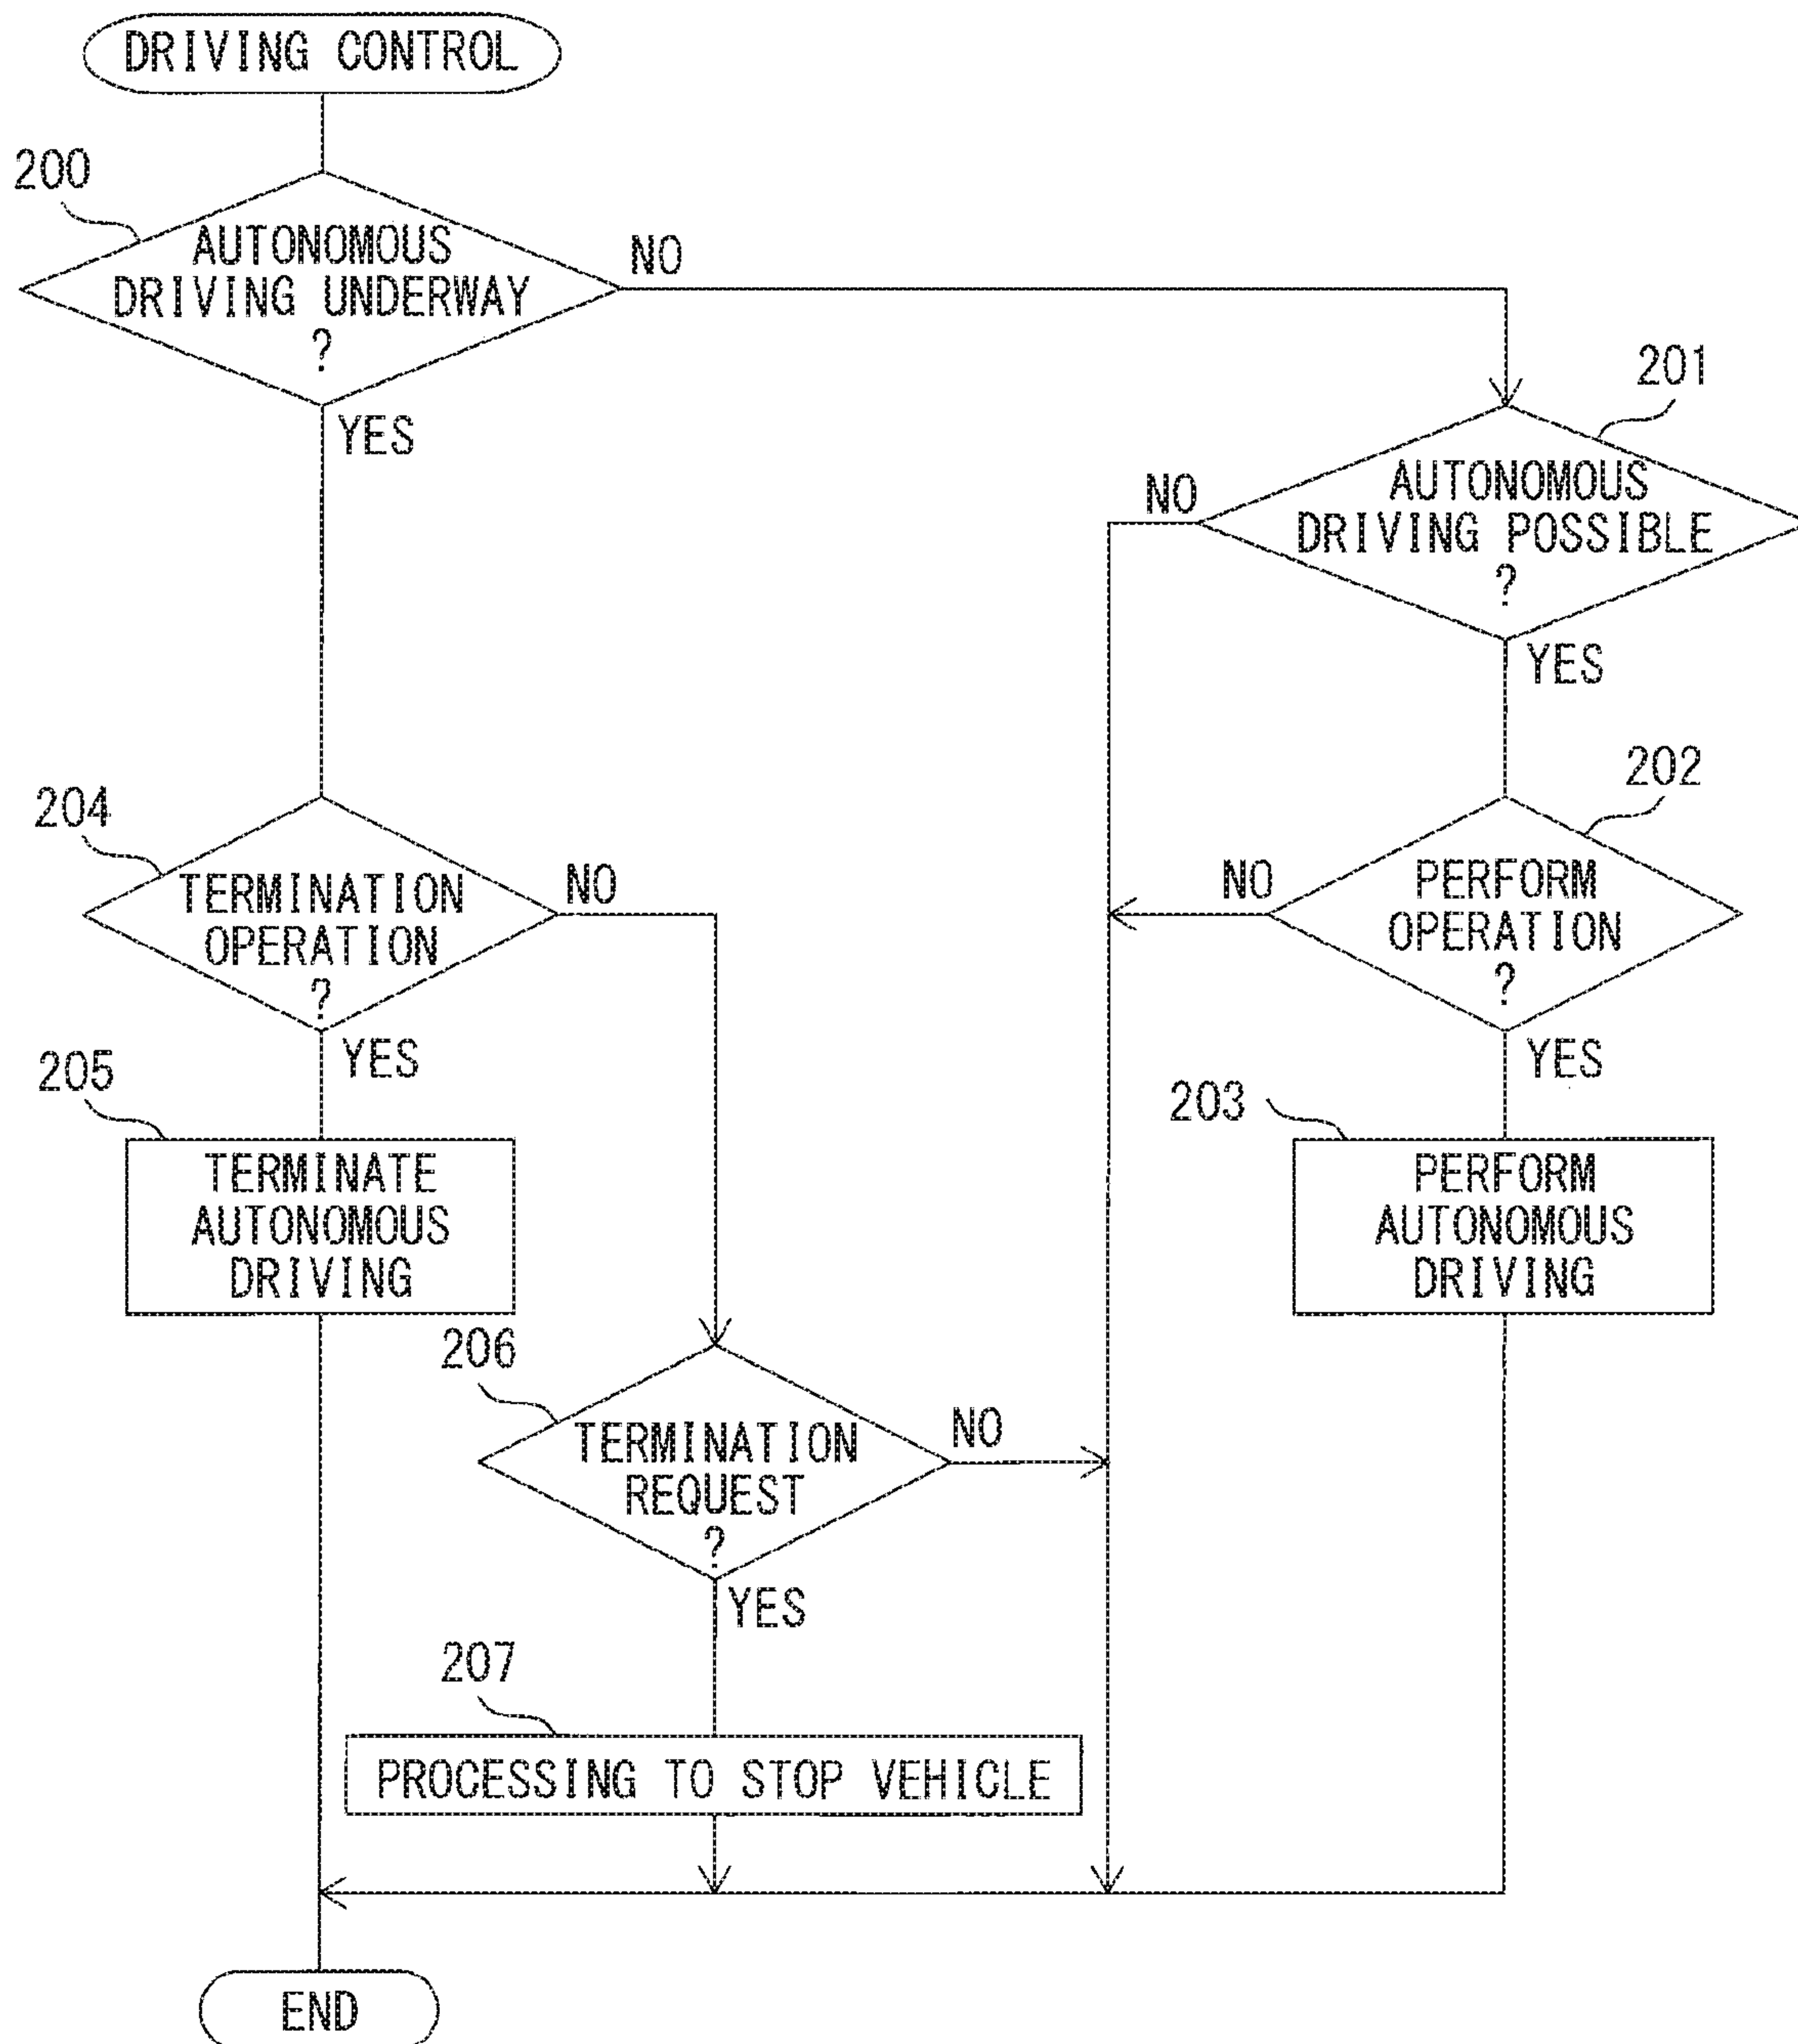 DRIVING CONTROL
200
AUTONOMOUS
DRIVING UNDERWAY
?
NO
YES
201
AUTONOMOUS
DRIVING POSSIBLE
?
NO
YES
202
PERFORM
OPERATION
?
NO
YES
203
PERFORM
AUTONOMOUS
DRIVING
204
TERMINATION
OPERATION
?
NO
YES
205
TERMINATE
AUTONOMOUS
DRIVING
206
TERMINATION
REQUEST
?
NO
YES
207
PROCESSING TO STOP VEHICLE
END